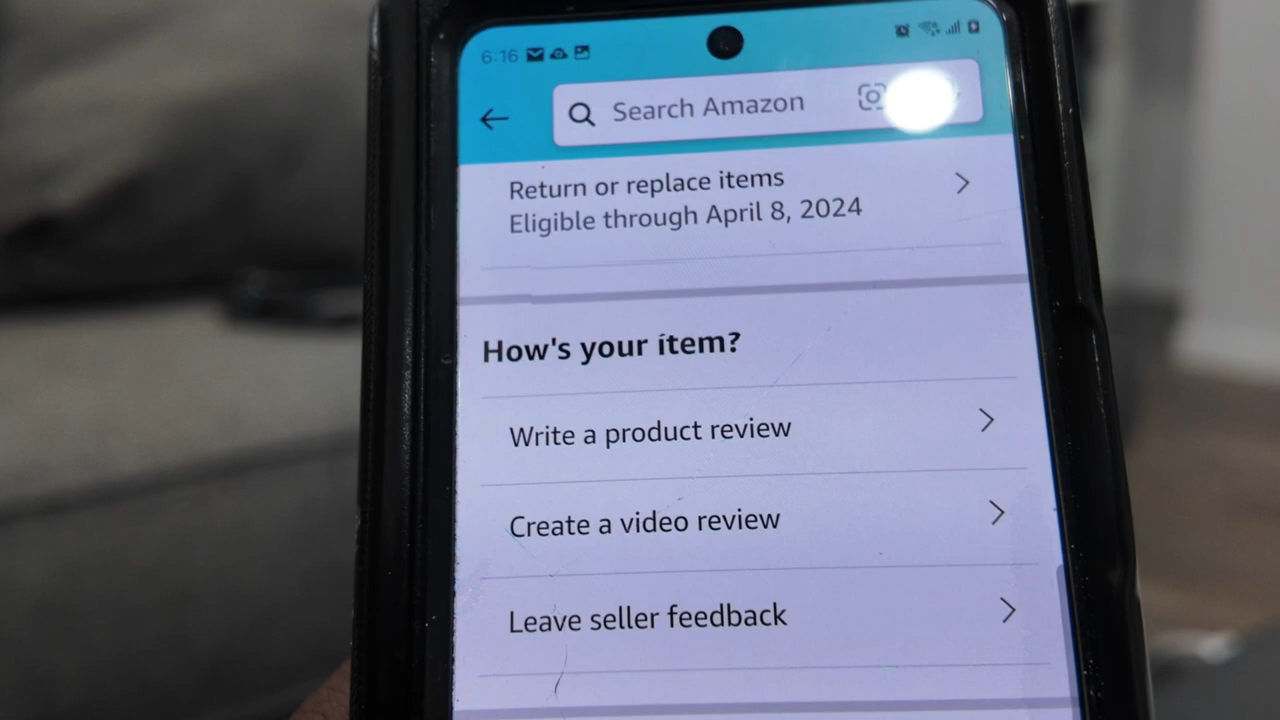 6:16
Search Amazon
Return or replace items
Eligible through April 8, 2024
How's your item?
Write a product review
Create a video review
Leave seller feedback